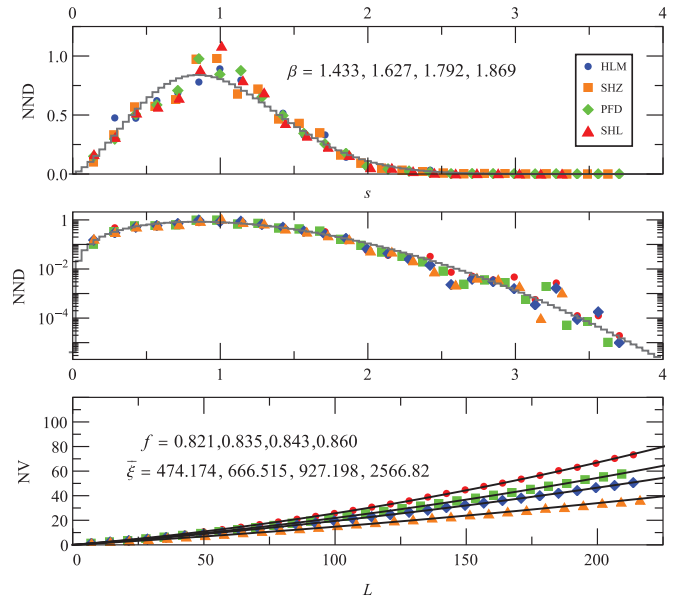 0 1 2 3 4
NND
1.0
0.5
0.0
β = 1.433, 1.627, 1.792, 1.869
HLM
SHZ
PFD
SHL
s
NND
1
10⁻²
10⁻⁴
0 1 2 3 4
NV
100
80
60
40
20
0
f = 0.821,0.835,0.843,0.860
ξ̅ = 474.174, 666.515, 927.198, 2566.82
0 50 100 150 200
L